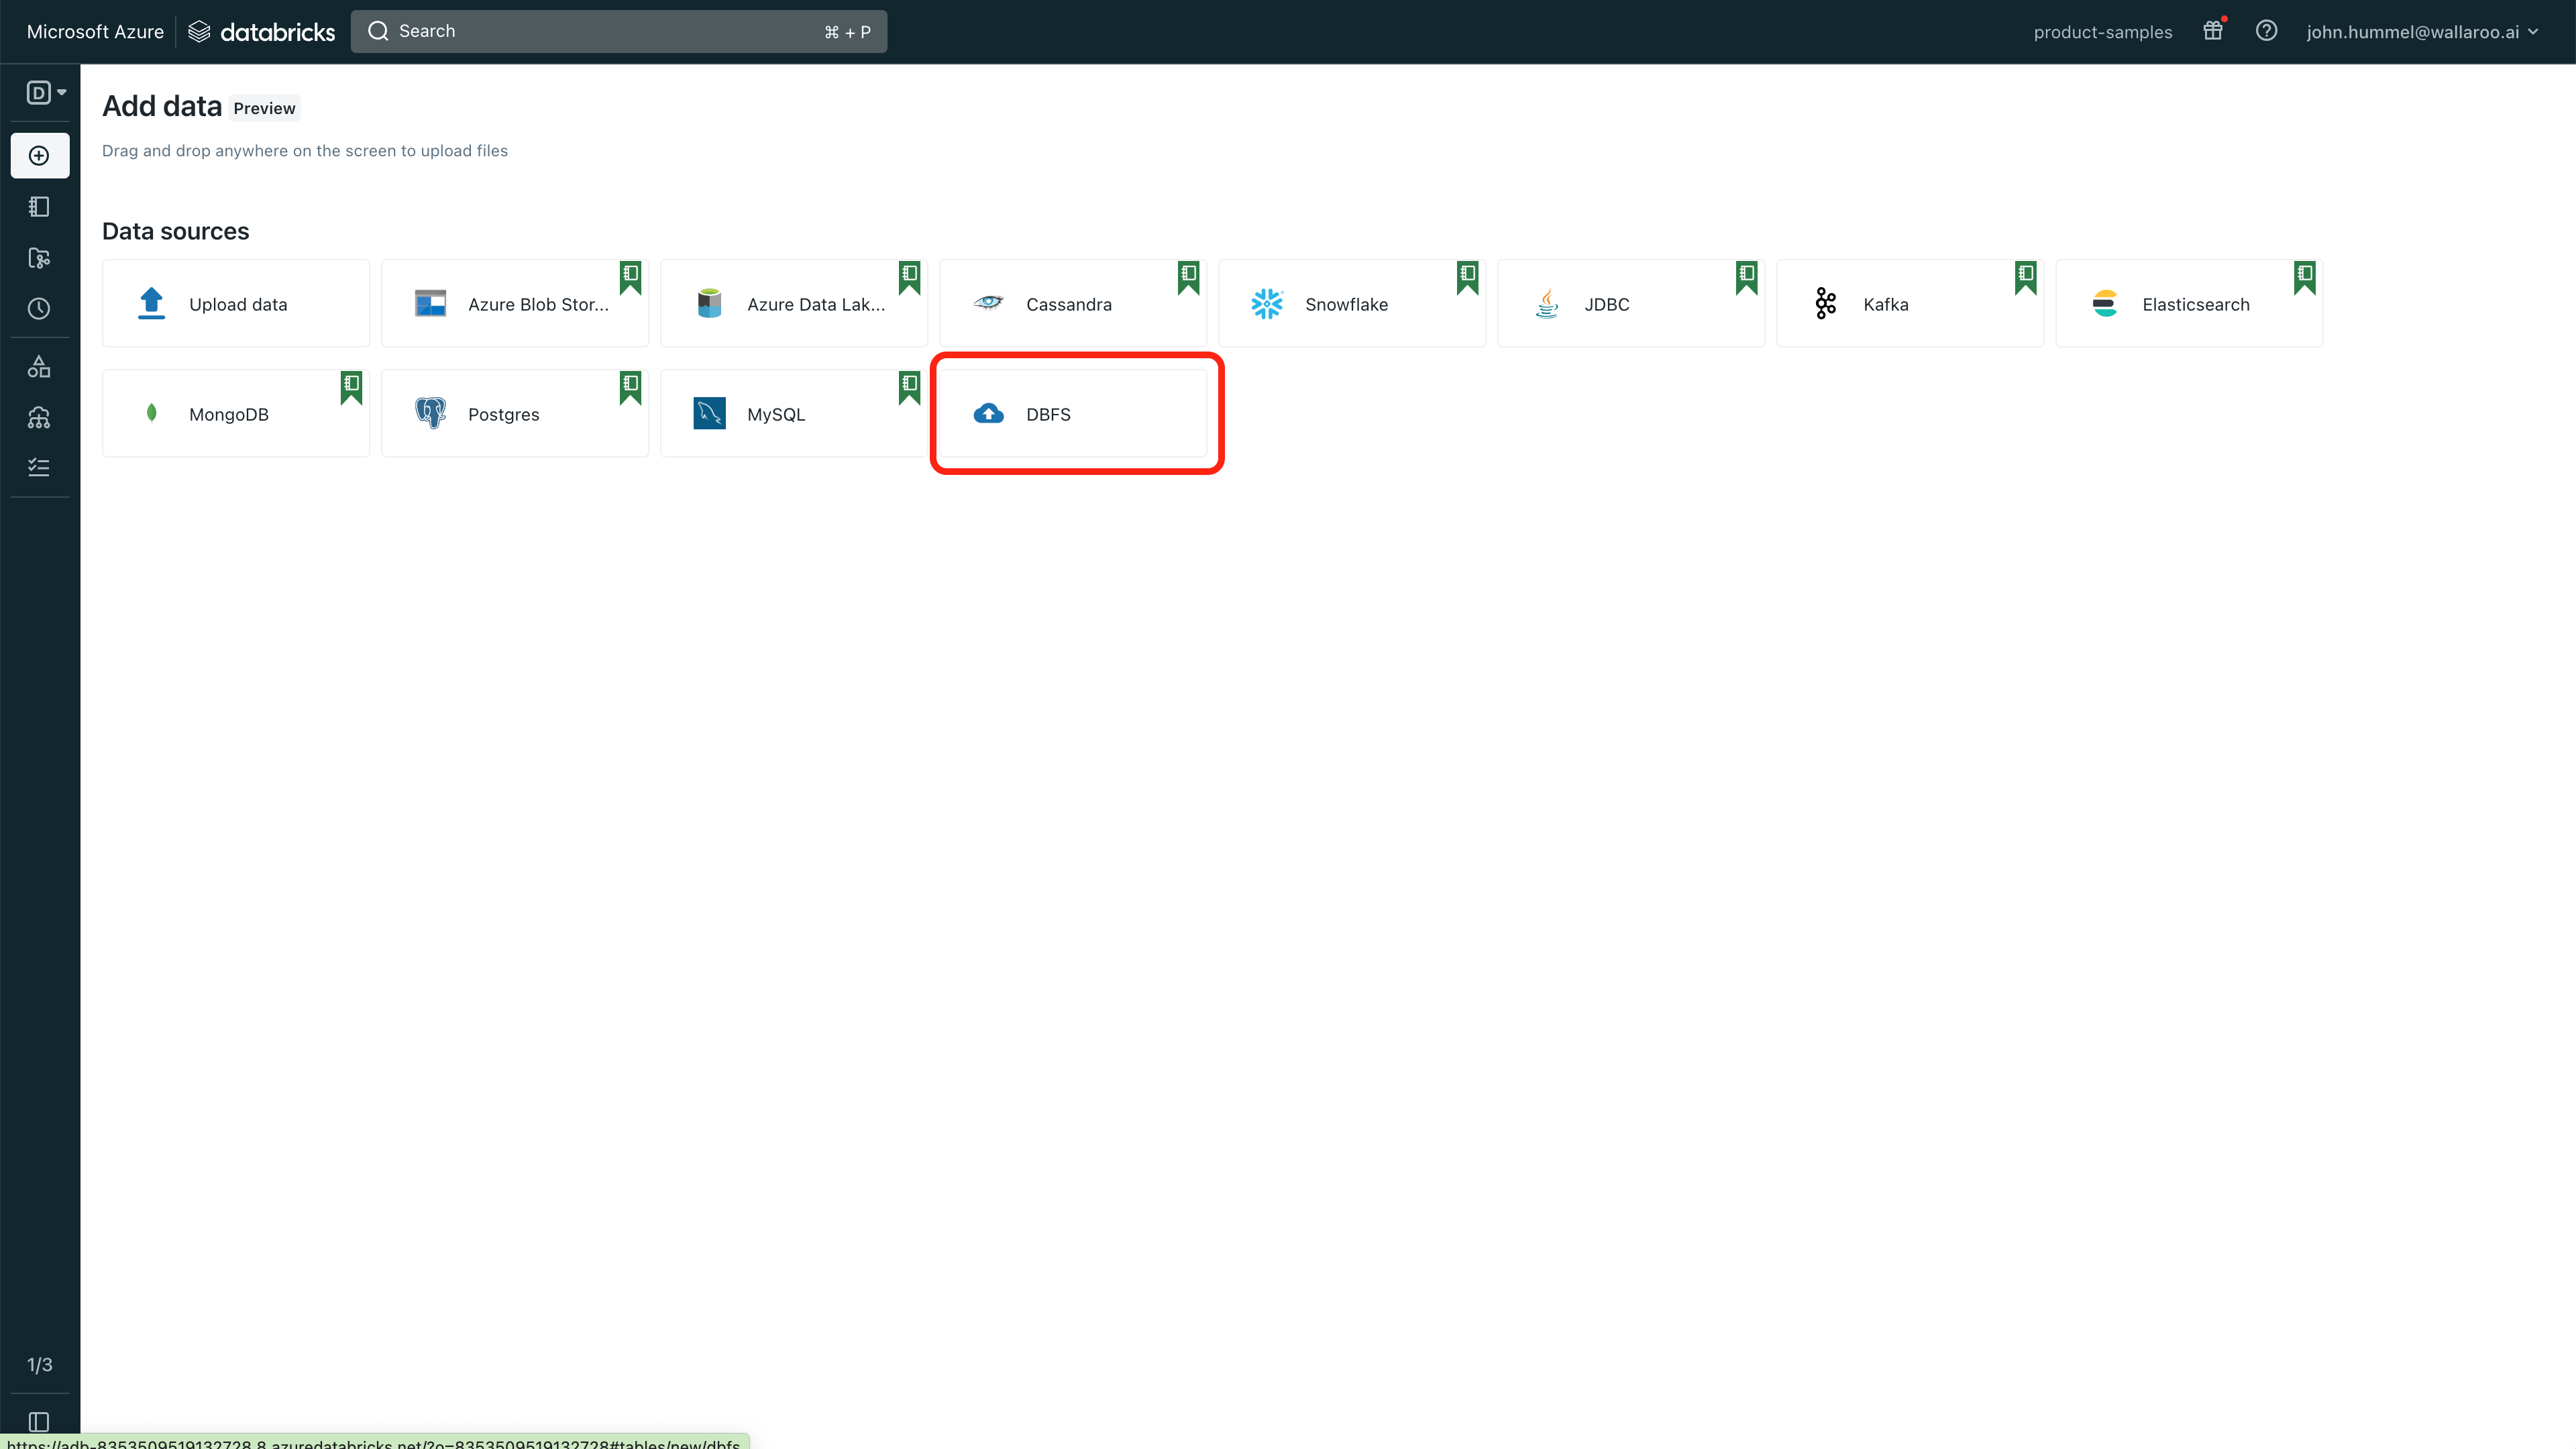 Microsoft Azure databricks Search ⌘ + P product-samples john.hummel@wallaroo.ai
D
Add data Preview
Drag and drop anywhere on the screen to upload files
Data sources
Upload data Azure Blob Stor... Azure Data Lak... Cassandra Snowflake JDBC Kafka Elasticsearch
MongoDB Postgres MySQL DBFS
1/3
https://adb-8353509519132728.8.azuredatabricks.net/?o=8353509519132728#tables/new/dbfs